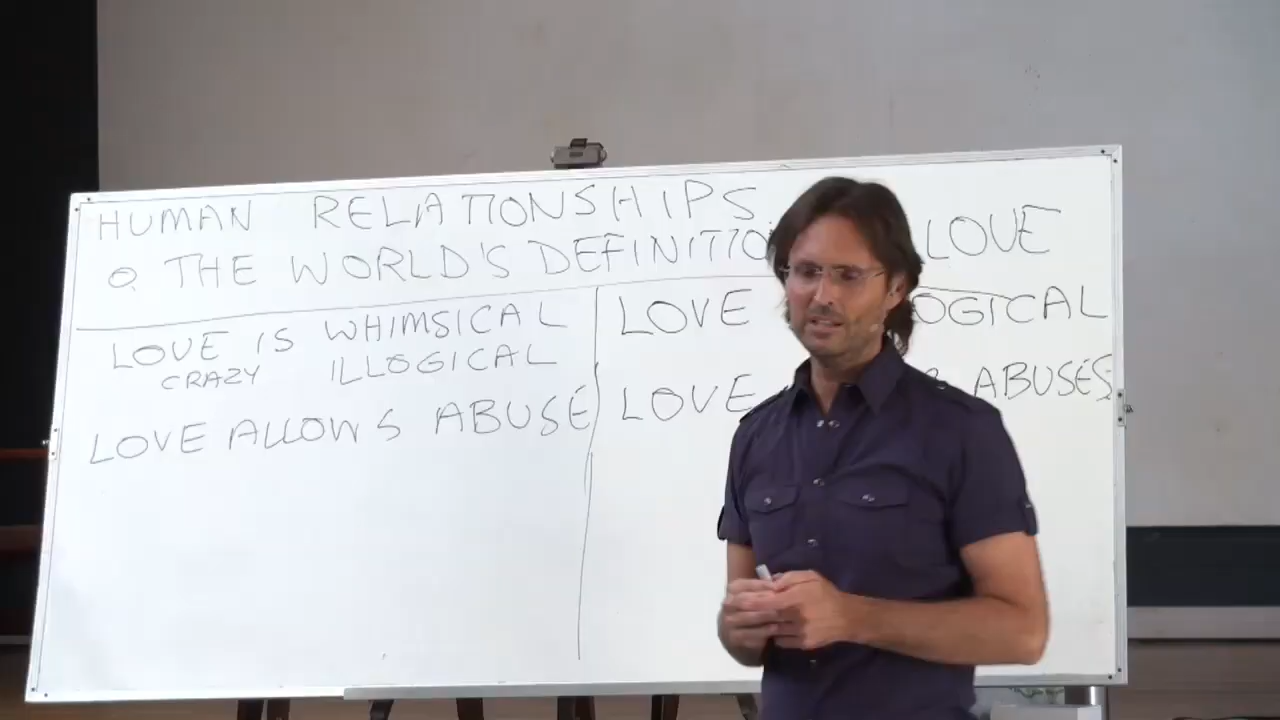 HUMAN RELATIONSHIPS
o THE WORLD'S DEFINITIO LOVE
LOVE IS WHIMSICAL
CRAZY ILLOGICAL
LOVE ALLOWS ABUSE
LOVE OGICAL
LOVE ABUSES